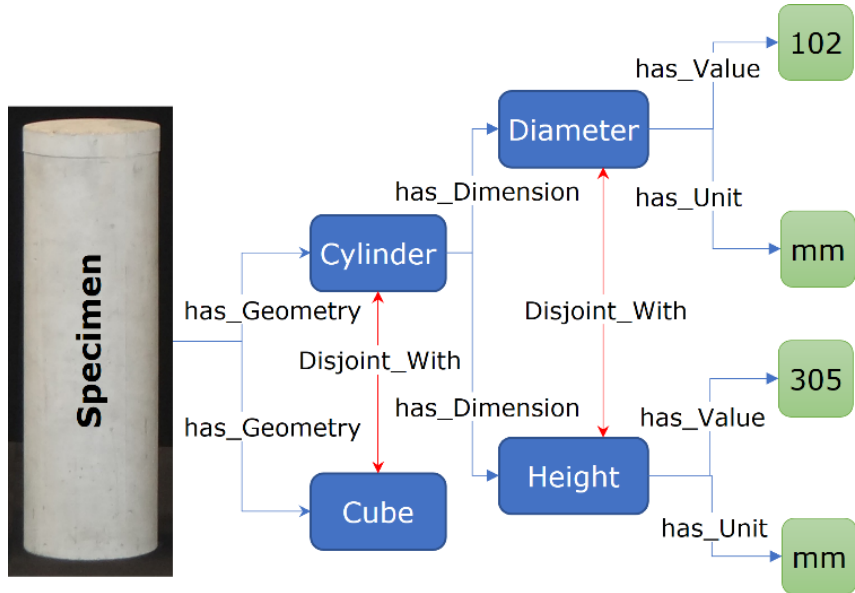 102
has_Value
Diameter
has_Dimension
has_Unit
Cylinder
mm
Specimen
has_Geometry
Disjoint_With
Disjoint_With
305
has_Dimension
has_Value
has_Geometry
Height
Cube
has_Unit
mm